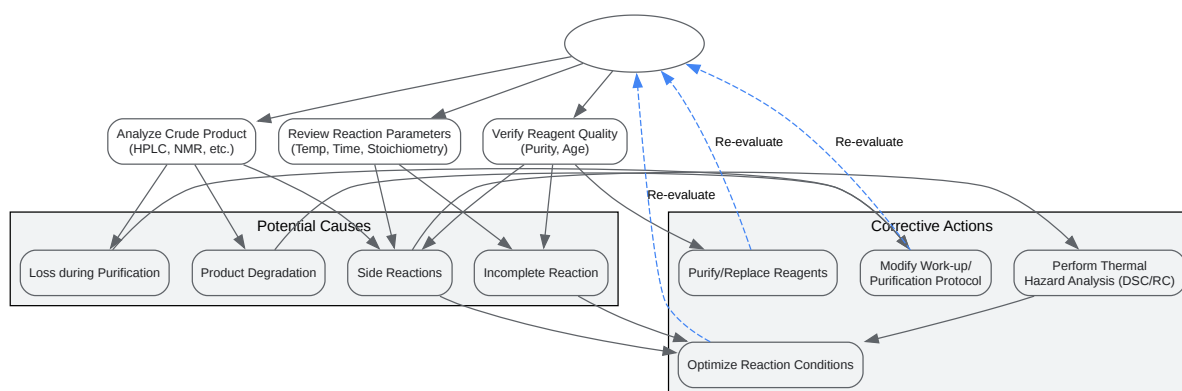 Analyze Crude Product
(HPLC, NMR, etc.)
Review Reaction Parameters
(Temp, Time, Stoichiometry)
Verify Reagent Quality
(Purity, Age)
Re-evaluate
Re-evaluate
Re-evaluate
Potential Causes
Corrective Actions
Loss during Purification
Product Degradation
Side Reactions
Incomplete Reaction
Purify/Replace Reagents
Modify Work-up/
Purification Protocol
Perform Thermal
Hazard Analysis (DSC/RC)
Optimize Reaction Conditions